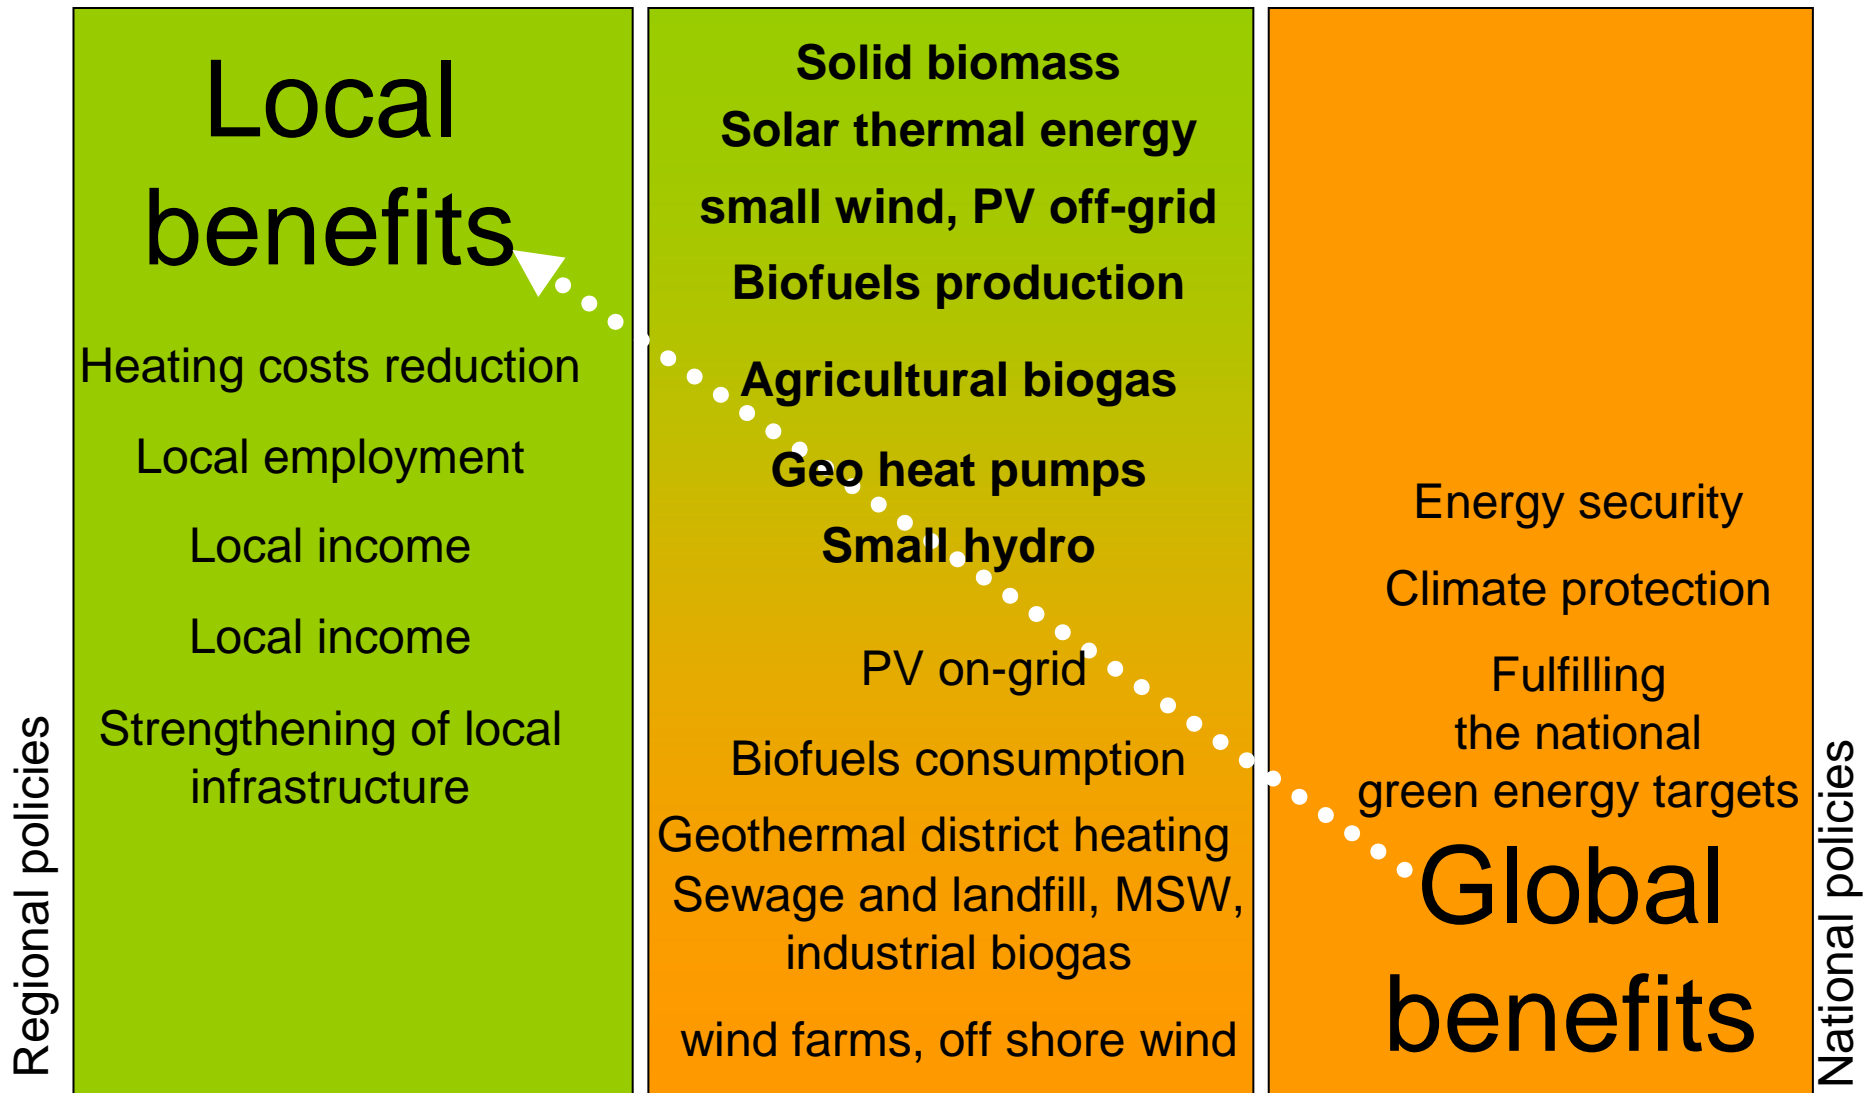 Regional policies
Local
benefits
Heating costs reduction
Local employment
Local income
Local income
Strengthening of local
infrastructure
Solid biomass
Solar thermal energy
small wind, PV off-grid
Biofuels production
Agricultural biogas
Geo heat pumps
Small hydro
PV on-grid
Biofuels consumption
Geothermal district heating
Sewage and landfill, MSW,
industrial biogas
wind farms, off shore wind
Energy security
Climate protection
Fulfilling
the national
green energy targets
Global
benefits
National policies